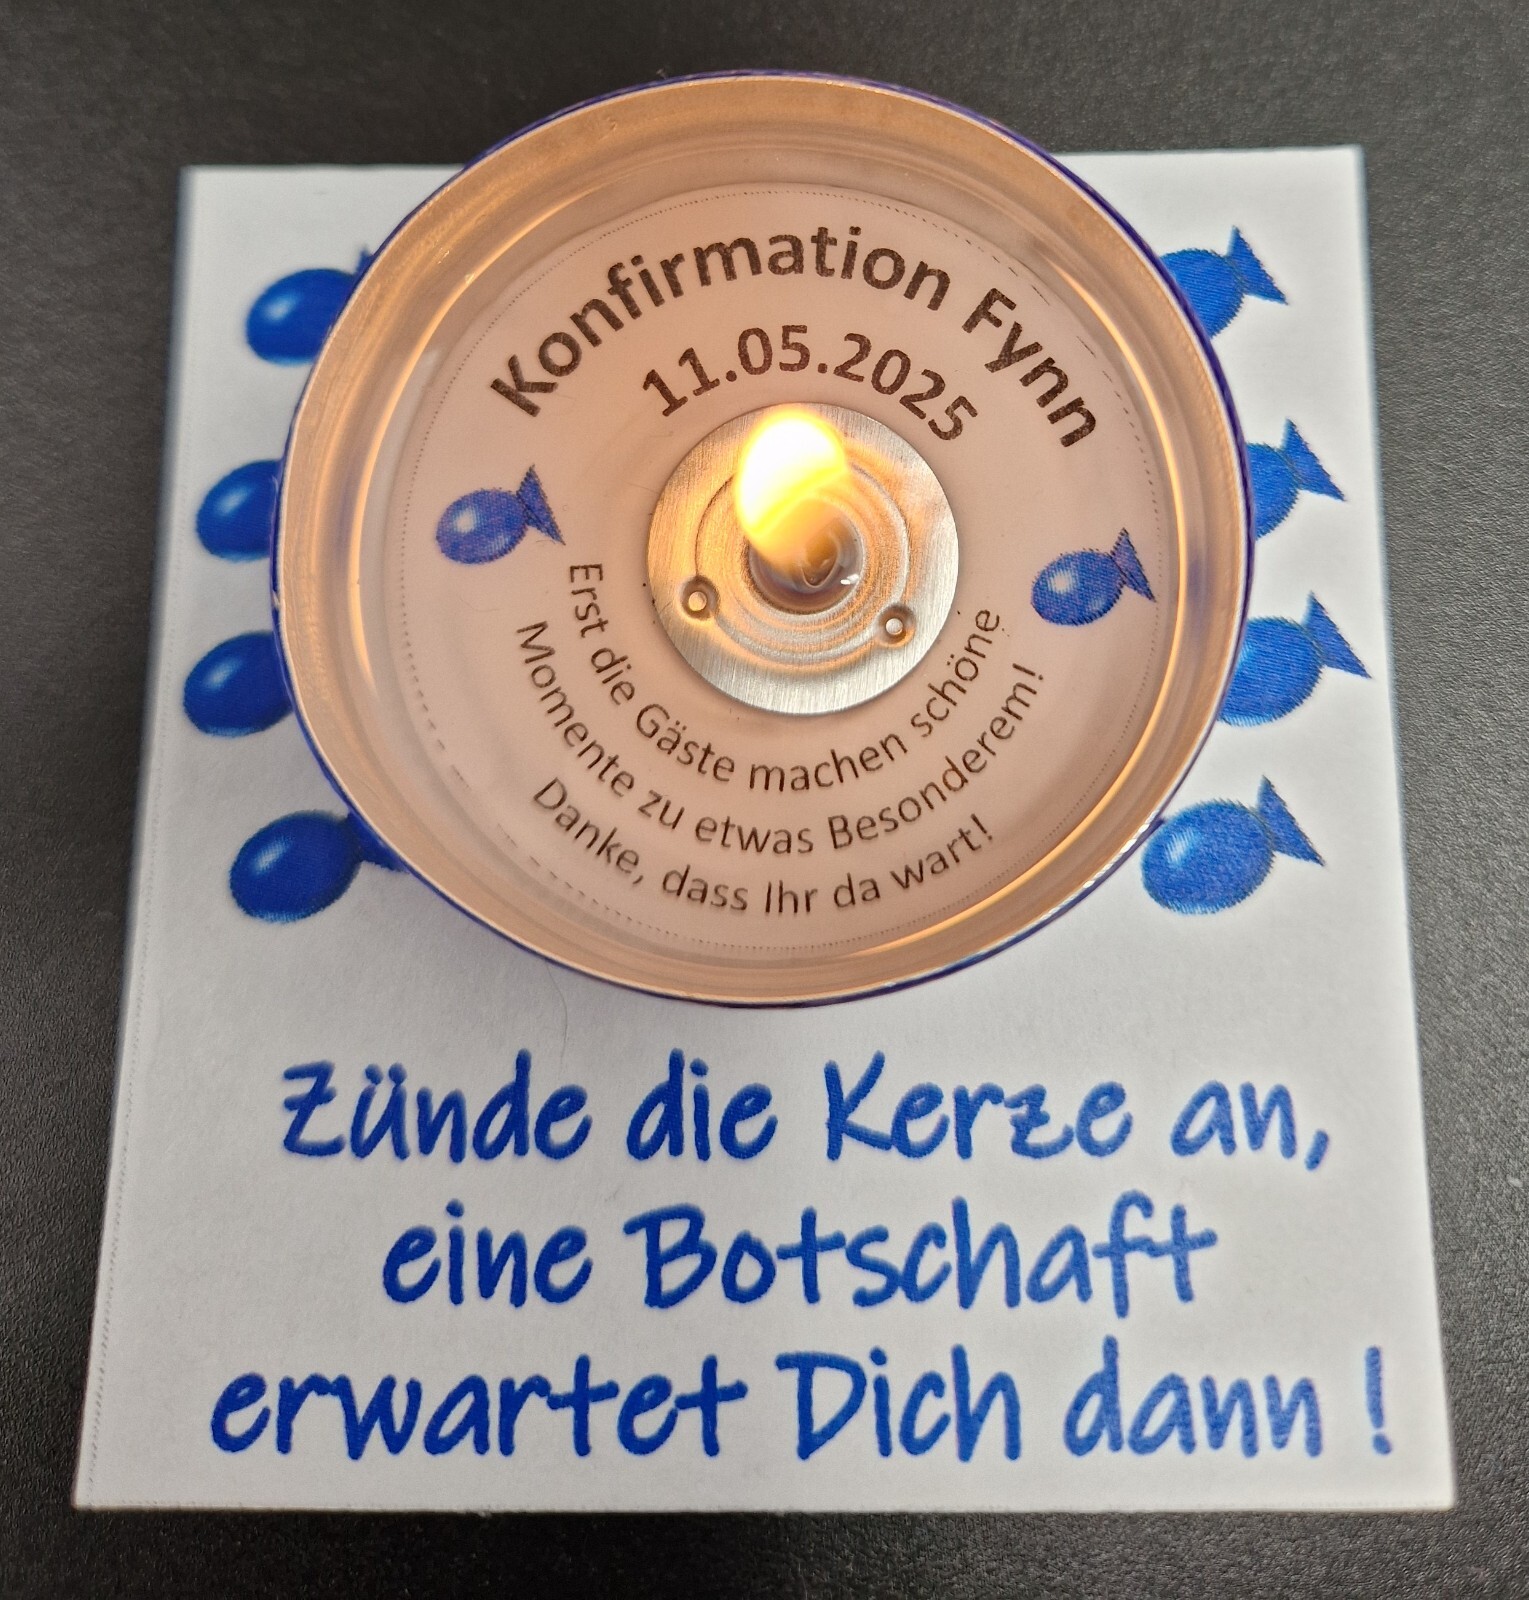 Konfirmation Fynn
11.05.2025
Erst die Gäste machen schöne
Momente zu etwas Besonderem!
Danke, dass Ihr da wart!
Zünde die Kerze an,
eine Botschaft
erwartet Dich dann !